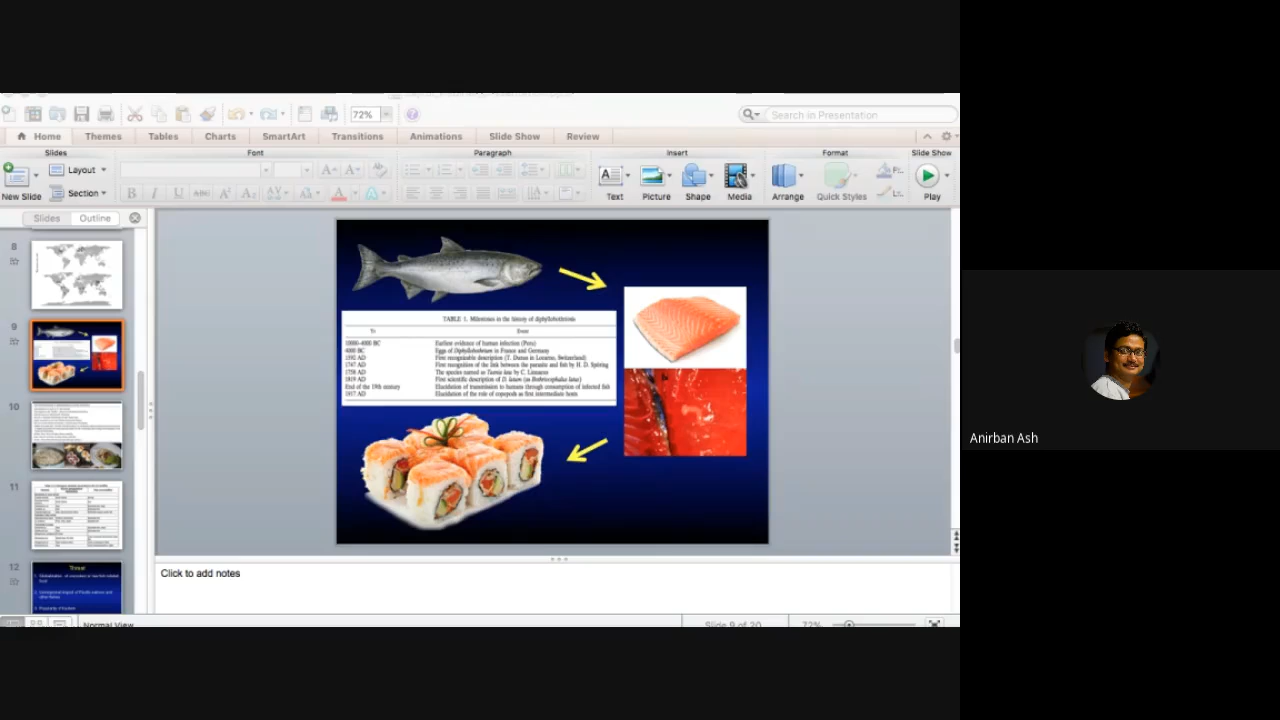 72%
Search in Presentation
Home Themes Tables Charts SmartArt Transitions Animations Slide Show Review
Slides Font Paragraph Insert Format Slide Show
Layout
Section
New Slide
B I U ABC
Text Picture Shape Media Arrange Quick Styles Play
Slides Outline
8
9
10
11
12
Threat
TABLE 1. Milestones in the history of diphyllobothriosis
Event
10000–4000 BC Earliest evidence of human infection (Peru)
4000 BC Eggs of Diphyllobothrium in France and Germany
1592 AD First recognizable description (T. Dunus in Locarno, Switzerland)
1747 AD First recognition of the link between the parasite and fish by H. D. Spöring
1758 AD The species named as Taenia lata by C. Linnaeus
1819 AD First scientific description of D. latum (as Bothriocephalus latus)
End of the 19th century Elucidation of transmission to humans through consumption of infected fish
1917 AD Elucidation of the role of copepods as first intermediate hosts
Click to add notes
Normal View Slide 9 of 20 72%
Anirban Ash